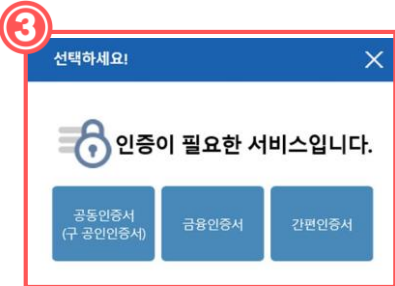 3
선택하세요!
인증이 필요한 서비스입니다.
공동인증서
(구 공인인증서)
금융인증서
간편인증서